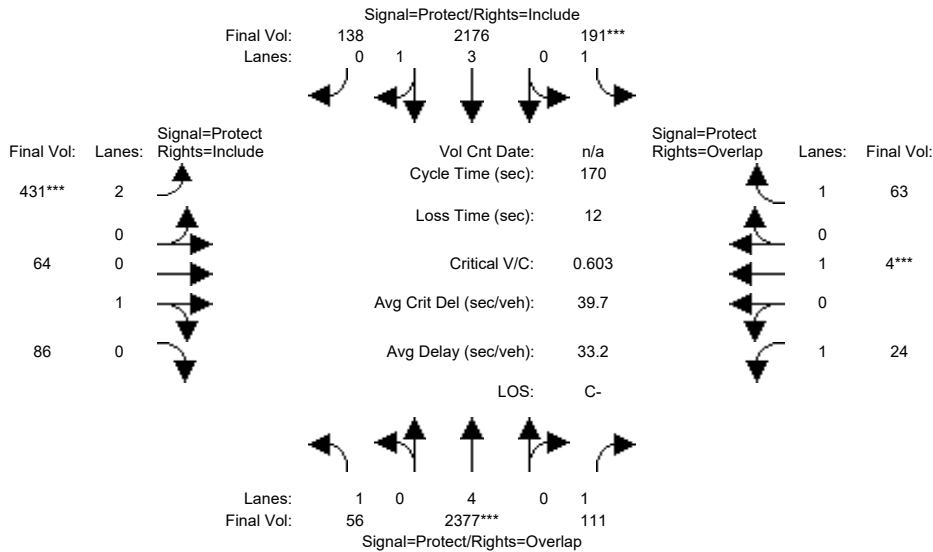 Signal=Protect/Rights=Include
Final Vol: 138 2176 191***
Lanes: 0 1 3 0 1
Signal=Protect Signal=Protect
Final Vol: Lanes: Rights=Include Vol Cnt Date: n/a Rights=Overlap Lanes: Final Vol:
Cycle Time (sec): 170
431*** 2 1 63
Loss Time (sec): 12
0 0
64 0 Critical V/C: 0.603 1 4***
1 Avg Crit Del (sec/veh): 39.7 0
86 0 Avg Delay (sec/veh): 33.2 1 24
LOS: C-
Lanes: 1 0 4 0 1
Final Vol: 56 2377*** 111
Signal=Protect/Rights=Overlap